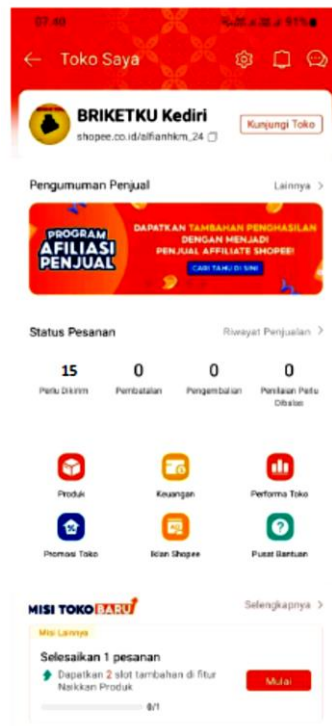 07:40
91%
Toko Saya
BRIKETKU Kediri
shopee.co.id/alfianhkm_24
Kunjungi Toko
Pengumuman Penjual
Lainnya >
PROGRAM
AFILIASI
PENJUAL
DAPATKAN TAMBAHAN PENGHASILAN
DENGAN MENJADI
PENJUAL AFFILIATE SHOPEE!
CARI TAHU DI SINI
Status Pesanan
Riwayat Penjualan >
15
0
0
0
Perlu Dikirim
Pembatalan
Pengembalian
Penilaian Perlu
Dibalas
Produk
Keuangan
Performa Toko
Promosi Toko
Iklan Shopee
Pusat Bantuan
MISI TOKO BARU
Selengkapnya >
Misi Lainnya
Selesaikan 1 pesanan
Dapatkan 2 slot tambahan di fitur
Naikkan Produk
Mulai
0/1